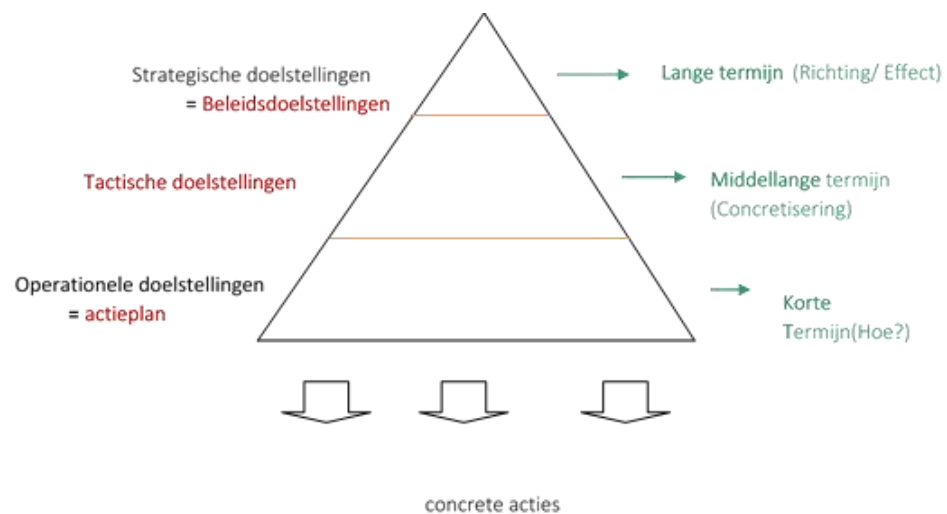 Strategische doelstellingen
= Beleidsdoelstellingen
Lange termijn (Richting/ Effect)
Tactische doelstellingen
Middellange termijn
(Concretisering)
Operationele doelstellingen
= actieplan
Korte
Termijn(Hoe?)
concrete acties